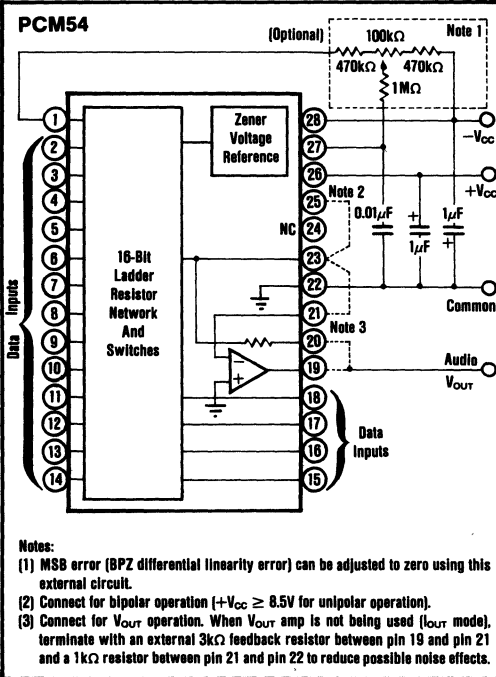 PCM54
(Optional)
100kΩ
Note 1
470kΩ
470kΩ
1MΩ
Zener
Voltage
Reference
1
28
−VCC
2
27
3
26
+VCC
4
25
Note 2
5
NC
24
0.01μF
+
1μF
1μF
+
6
16-Bit
Ladder
Resistor
Network
And
Switches
23
7
22
Common
8
21
Note 3
9
20
10
−
+
19
Audio
VOUT
11
18
12
17
13
16
14
15
Data Inputs
Data
Inputs
Notes:
(1) MSB error (BPZ differential linearity error) can be adjusted to zero using this
external circuit.
(2) Connect for bipolar operation (+VCC ≥ 8.5V for unipolar operation).
(3) Connect for VOUT operation. When VOUT amp is not being used (IOUT mode),
terminate with an external 3kΩ feedback resistor between pin 19 and pin 21
and a 1kΩ resistor between pin 21 and pin 22 to reduce possible noise effects.